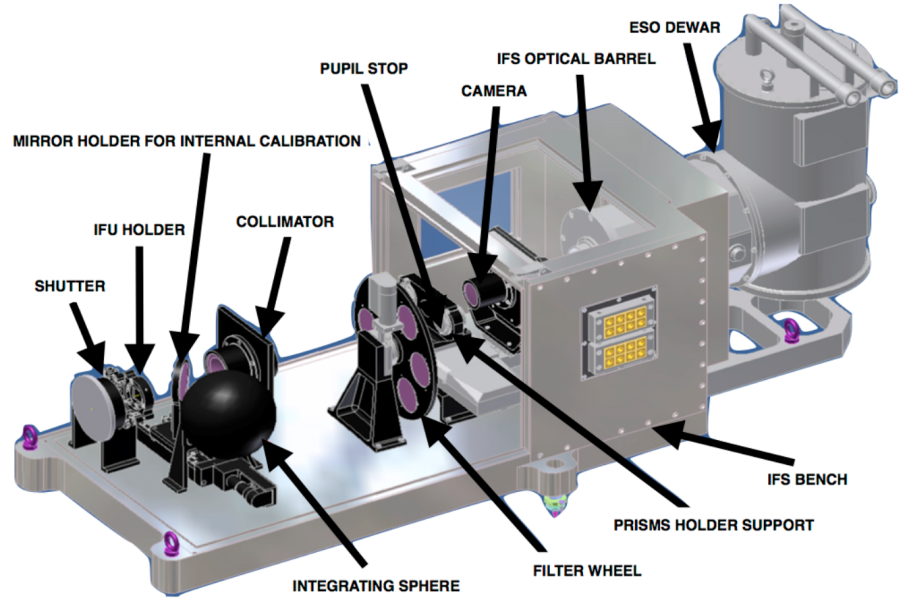 ESO DEWAR
IFS OPTICAL BARREL
PUPIL STOP
CAMERA
MIRROR HOLDER FOR INTERNAL CALIBRATION
COLLIMATOR
IFU HOLDER
SHUTTER
IFS BENCH
PRISMS HOLDER SUPPORT
FILTER WHEEL
INTEGRATING SPHERE